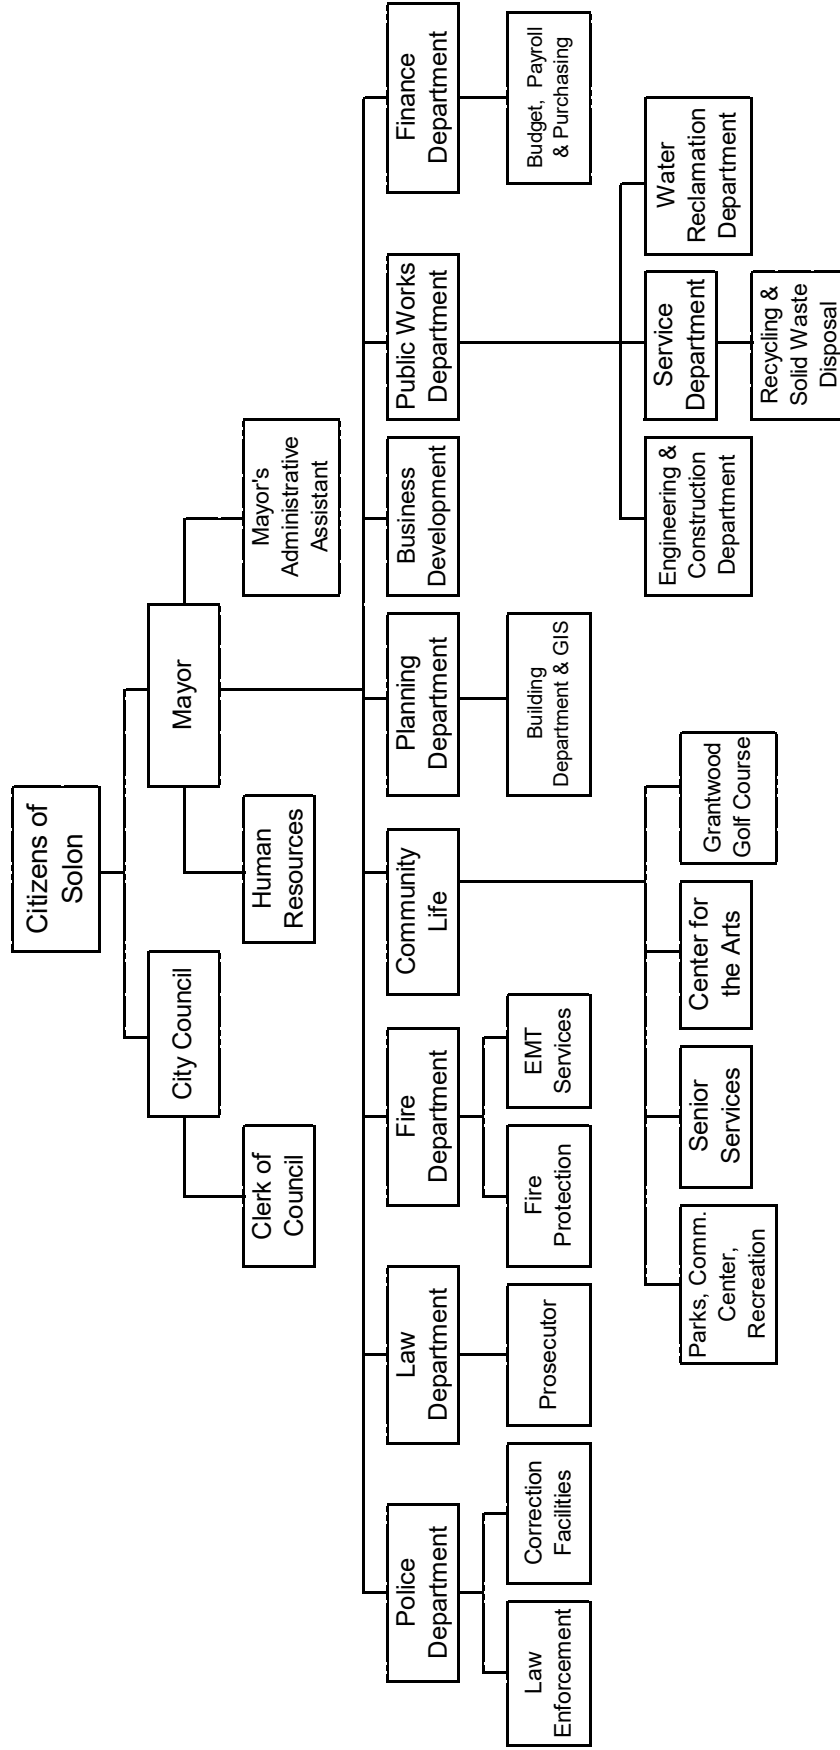 Citizens of
Solon
City Council
Mayor
Clerk of
Council
Human
Resources
Mayor's
Administrative
Assistant
Police
Department
Law
Department
Fire
Department
Community
Life
Planning
Department
Business
Development
Public Works
Department
Finance
Department
Law
Enforcement
Correction
Facilities
Prosecutor
Fire
Protection
EMT
Services
Building
Department & GIS
Budget, Payroll
& Purchasing
Parks, Comm.
Center,
Recreation
Senior
Services
Center for
the Arts
Grantwood
Golf Course
Engineering &
Construction
Department
Service
Department
Water
Reclamation
Department
Recycling &
Solid Waste
Disposal